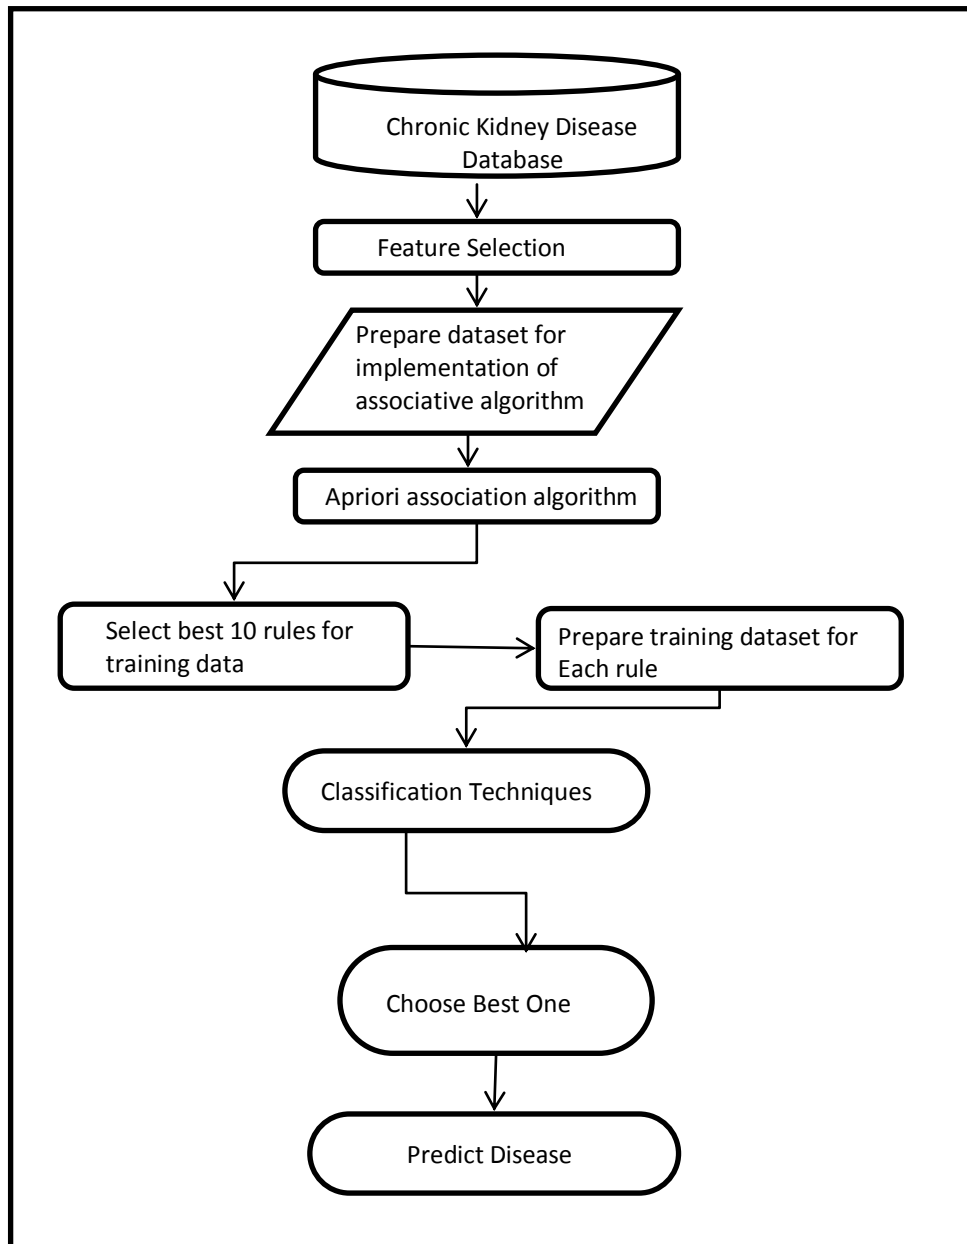 Chronic Kidney Disease
Database
Feature Selection
Prepare dataset for
implementation of
associative algorithm
Apriori association algorithm
Select best 10 rules for
training data
Prepare training dataset for
Each rule
Classification Techniques
Choose Best One
Predict Disease